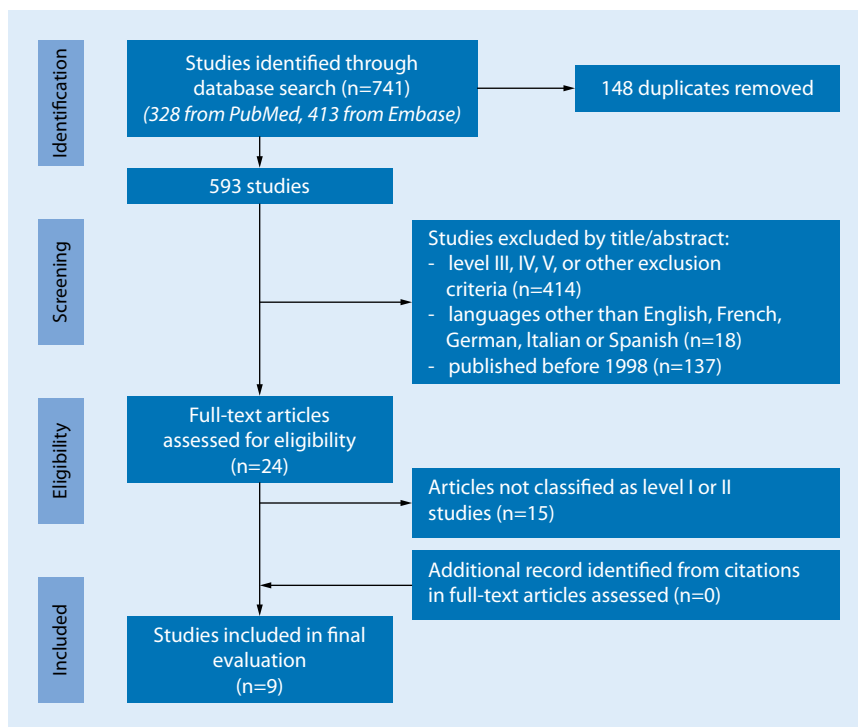 Identification
Studies identified through
database search (n=741)
(328 from PubMed, 413 from Embase)
148 duplicates removed
593 studies
Screening
Studies excluded by title/abstract:
- level III, IV, V, or other exclusion
criteria (n=414)
- languages other than English, French,
German, Italian or Spanish (n=18)
- published before 1998 (n=137)
Eligibility
Full-text articles
assessed for eligibility
(n=24)
Articles not classified as level I or II
studies (n=15)
Additional record identified from citations
in full-text articles assessed (n=0)
Included
Studies included in final
evaluation
(n=9)